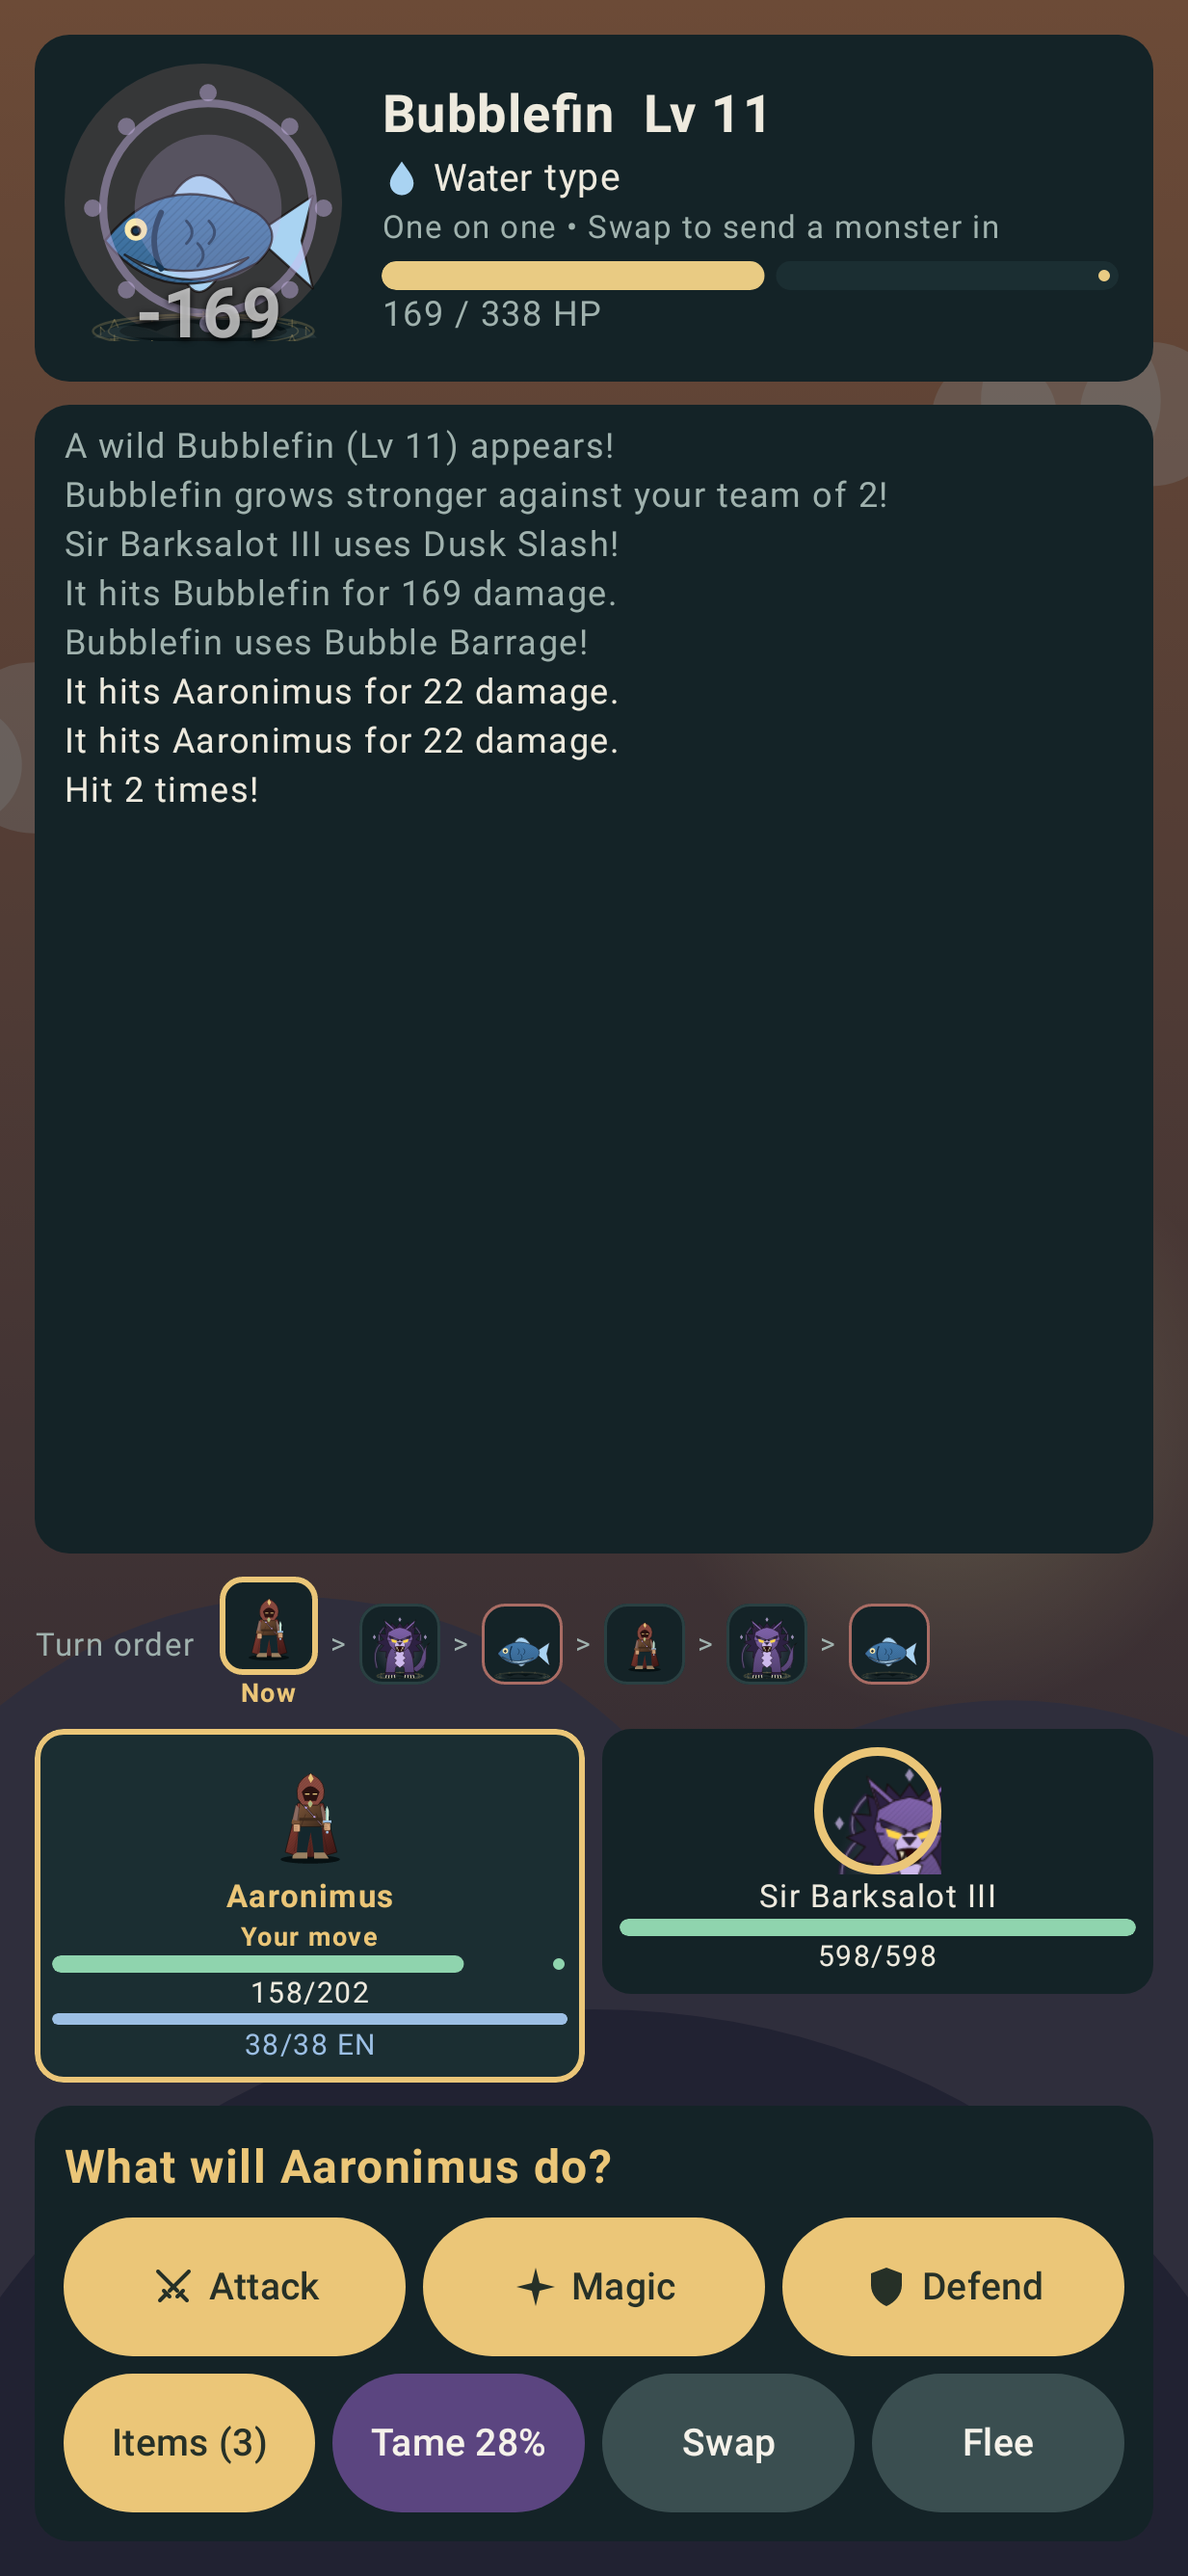 Bubblefin Lv 11
Water type
One on one • Swap to send a monster in
-169
169 / 338 HP
A wild Bubblefin (Lv 11) appears!
Bubblefin grows stronger against your team of 2!
Sir Barksalot III uses Dusk Slash!
It hits Bubblefin for 169 damage.
Bubblefin uses Bubble Barrage!
It hits Aaronimus for 22 damage.
It hits Aaronimus for 22 damage.
Hit 2 times!
Turn order > > > > >
Now
Aaronimus
Your move
158/202
38/38 EN
Sir Barksalot III
598/598
What will Aaronimus do?
Attack Magic Defend
Items (3) Tame 28% Swap Flee